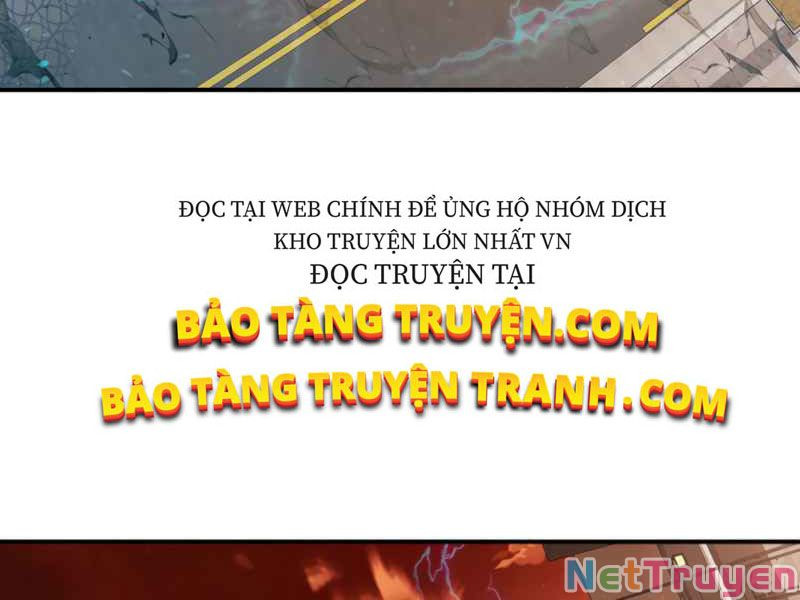 ĐỌC TẠI WEB CHÍNH ĐỂ ỦNG HỘ NHÓM DỊCH
KHO TRUYỆN LỚN NHẤT VN
ĐỌC TRUYỆN TẠI
BẢO TÀNG TRUYỆN.COM
BẢO TÀNG TRUYỆN TRANH.COM
NetTruyen